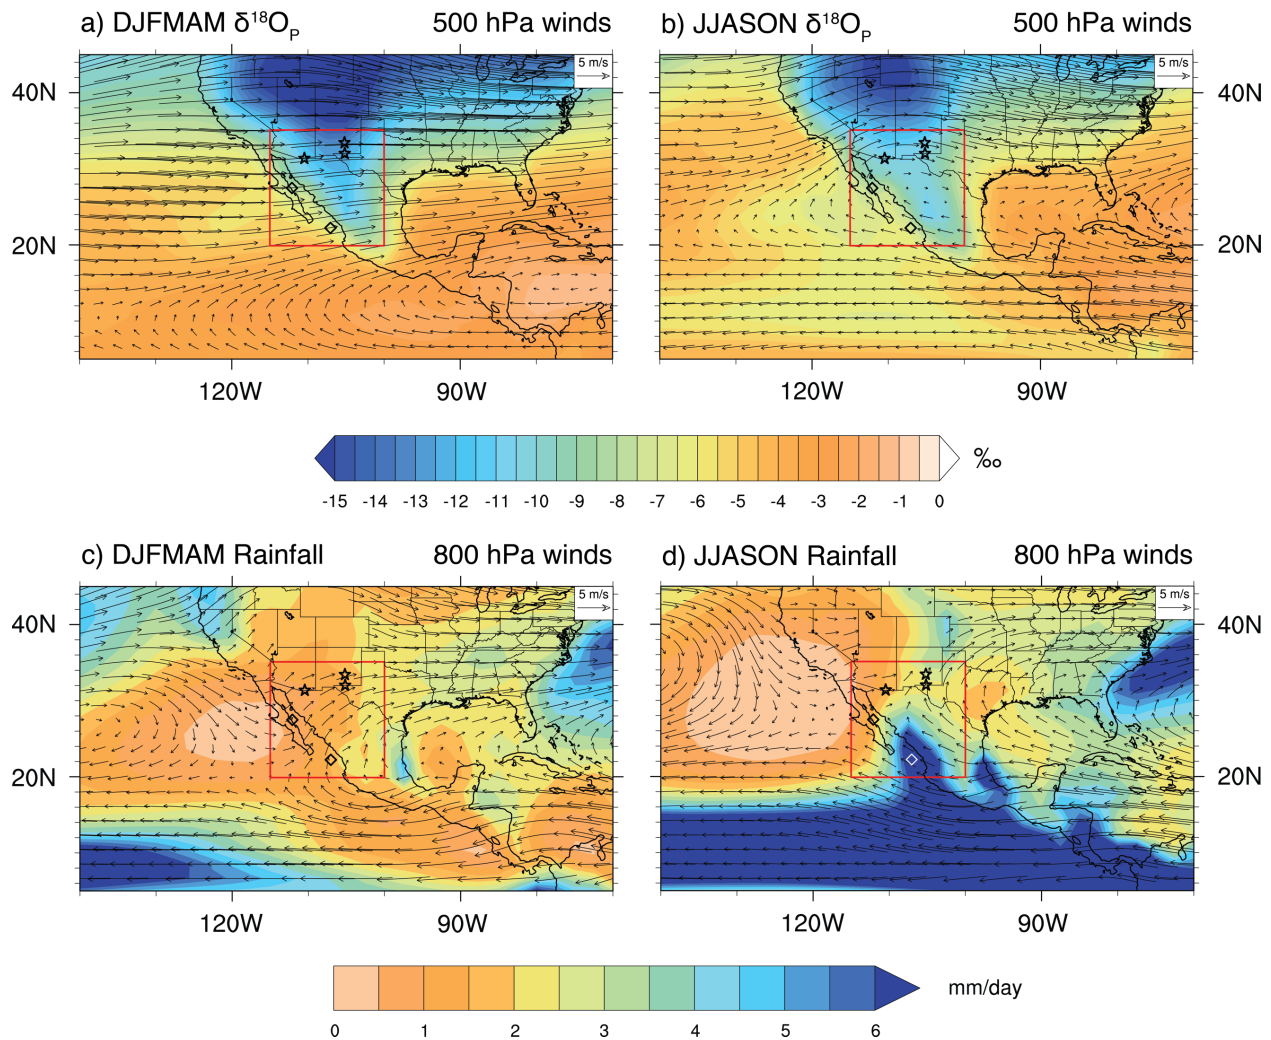 a) DJFMAM δ¹⁸Oₚ 500 hPa winds
b) JJASON δ¹⁸Oₚ 500 hPa winds
5 m/s
5 m/s
40N
40N
20N
20N
120W 90W
120W 90W
-15 -14 -13 -12 -11 -10 -9 -8 -7 -6 -5 -4 -3 -2 -1 0
‰
c) DJFMAM Rainfall 800 hPa winds
d) JJASON Rainfall 800 hPa winds
5 m/s
5 m/s
40N
40N
20N
20N
120W 90W
120W 90W
0 1 2 3 4 5 6
mm/day